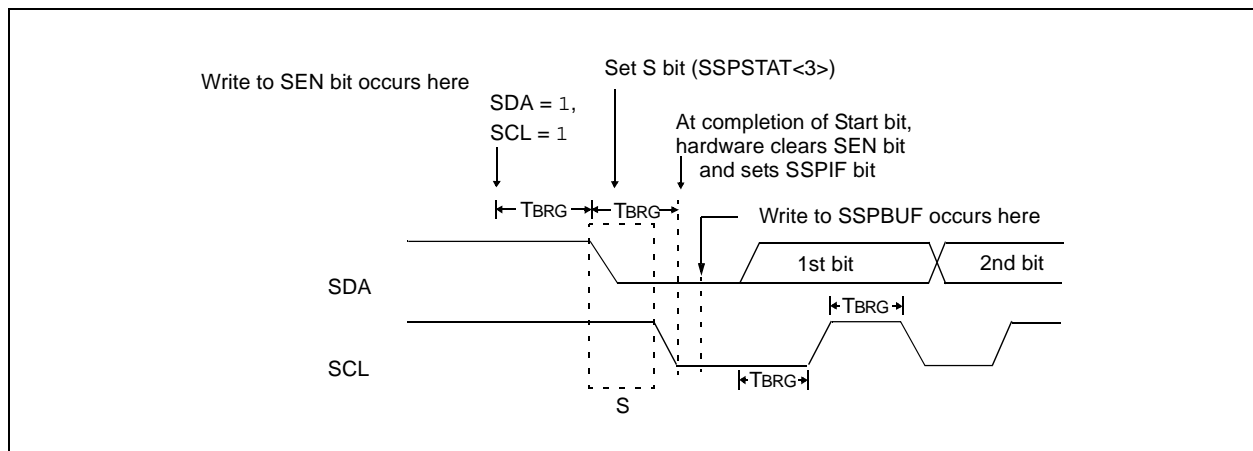 Set S bit (SSPSTAT<3>)
Write to SEN bit occurs here
SDA = 1,
SCL = 1
At completion of Start bit,
hardware clears SEN bit
and sets SSPIF bit
TBRG
TBRG
Write to SSPBUF occurs here
1st bit
2nd bit
SDA
TBRG
SCL
TBRG
S